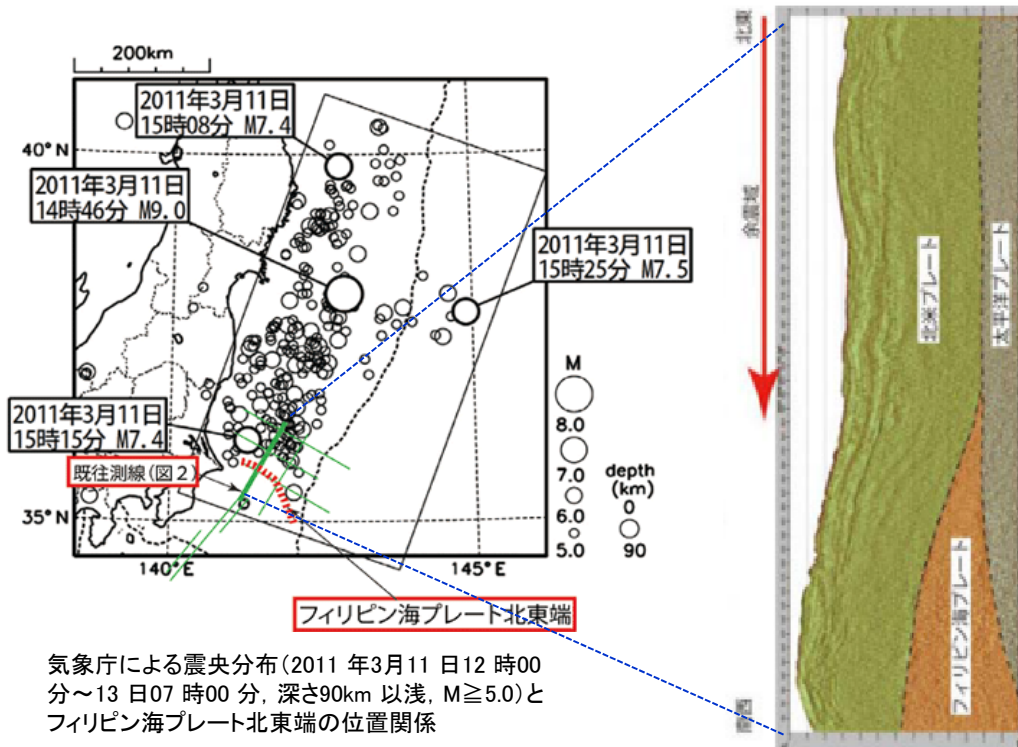 200km
2011年3月11日
15時08分 M7.4
40°N
2011年3月11日
14時46分 M9.0
2011年3月11日
15時25分 M7.5
M
8.0
7.0
6.0
5.0
depth
(km)
0
90
2011年3月11日
15時15分 M7.4
既往測線(図2)
35°N
140°E
145°E
フィリピン海プレート北東端
気象庁による震央分布(2011 年3月11 日12 時00
分～13 日07 時00 分, 深さ90km 以浅, M≧5.0)と
フィリピン海プレート北東端の位置関係
北東
余震域
北米プレート
太平洋プレート
フィリピン海プレート
南西